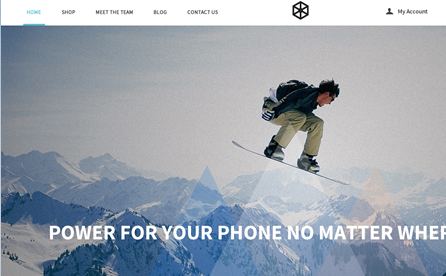 HOME SHOP MEET THE TEAM BLOG CONTACT US My Account
POWER FOR YOUR PHONE NO MATTER WHER